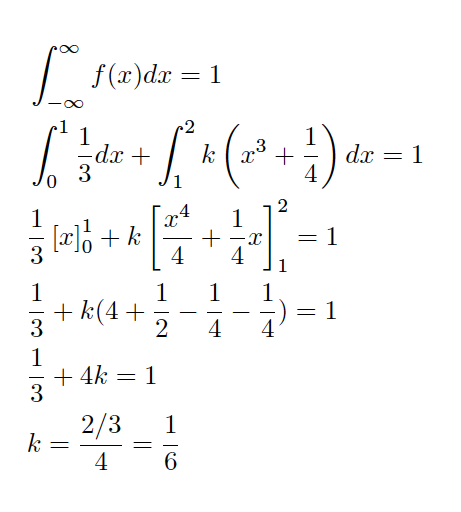 ∫_{-∞}^{∞} f(x)dx = 1
∫_0^1 1/3 dx + ∫_1^2 k (x^3 + 1/4) dx = 1
1/3 [x]_0^1 + k [x^4/4 + 1/4 x]_1^2 = 1
1/3 + k(4 + 1/2 − 1/4 − 1/4) = 1
1/3 + 4k = 1
k = (2/3)/4 = 1/6